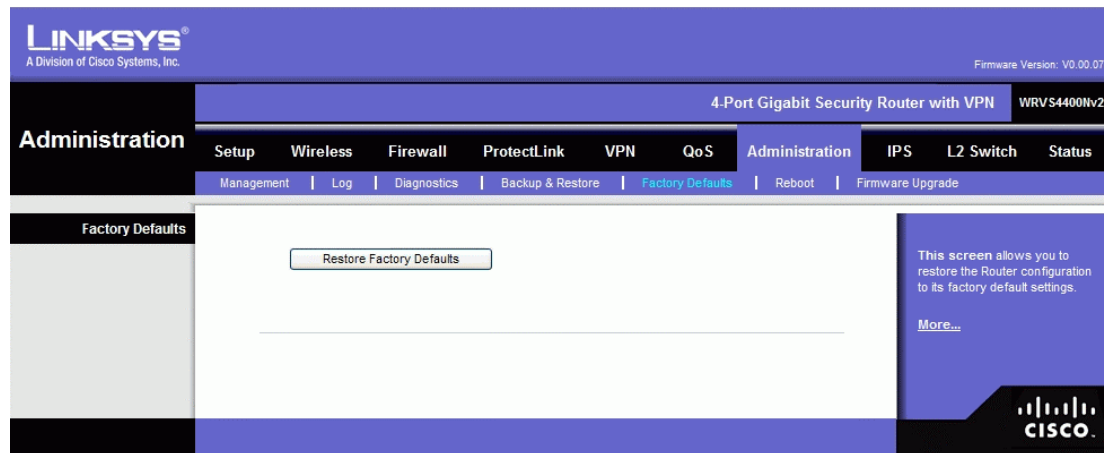 LINKSYS®
A Division of Cisco Systems, Inc.
Firmware Version: V0.00.07
4-Port Gigabit Security Router with VPN WRVS4400Nv2
Administration
Setup Wireless Firewall ProtectLink VPN QoS Administration IPS L2 Switch Status
Management | Log | Diagnostics | Backup & Restore | Factory Defaults | Reboot | Firmware Upgrade
Factory Defaults
Restore Factory Defaults
This screen allows you to
restore the Router configuration
to its factory default settings.
More...
CISCO.